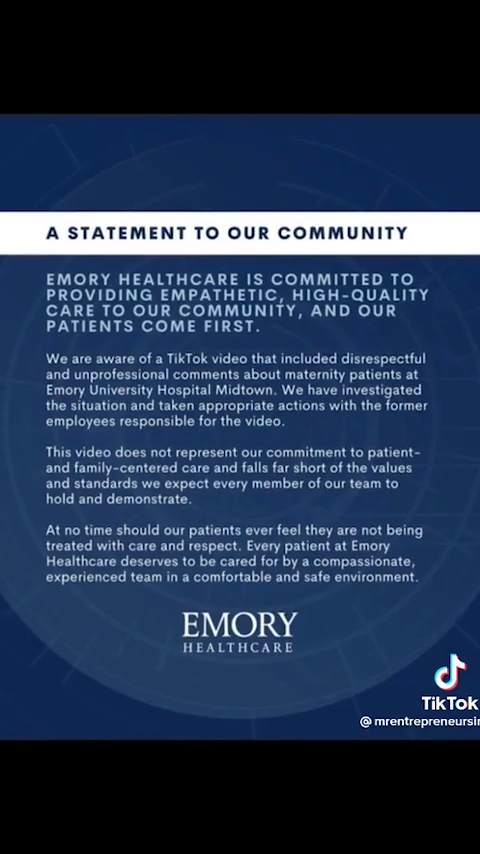 A STATEMENT TO OUR COMMUNITY
EMORY HEALTHCARE IS COMMITTED TO
PROVIDING EMPATHETIC, HIGH-QUALITY
CARE TO OUR COMMUNITY, AND OUR
PATIENTS COME FIRST.
We are aware of a TikTok video that included disrespectful
and unprofessional comments about maternity patients at
Emory University Hospital Midtown. We have investigated
the situation and taken appropriate actions with the former
employees responsible for the video.
This video does not represent our commitment to patient-
and family-centered care and falls far short of the values
and standards we expect every member of our team to
hold and demonstrate.
At no time should our patients ever feel they are not being
treated with care and respect. Every patient at Emory
Healthcare deserves to be cared for by a compassionate,
experienced team in a comfortable and safe environment.
EMORY
HEALTHCARE
TikTok